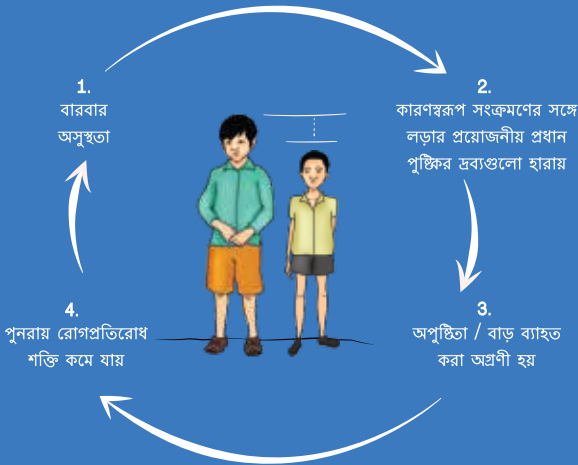 1.
বারবার
অসুস্থতা
2.
কারণস্বরূপ সংক্রমণের সঙ্গে
লড়ার প্রয়োজনীয় প্রধান
পুষ্টিকর দ্রব্যগুলো হারায়
3.
অপুষ্টিতা / বাড় ব্যাহত
করা অগ্রণী হয়
4.
পুনরায় রোগপ্রতিরোধ
শক্তি কমে যায়